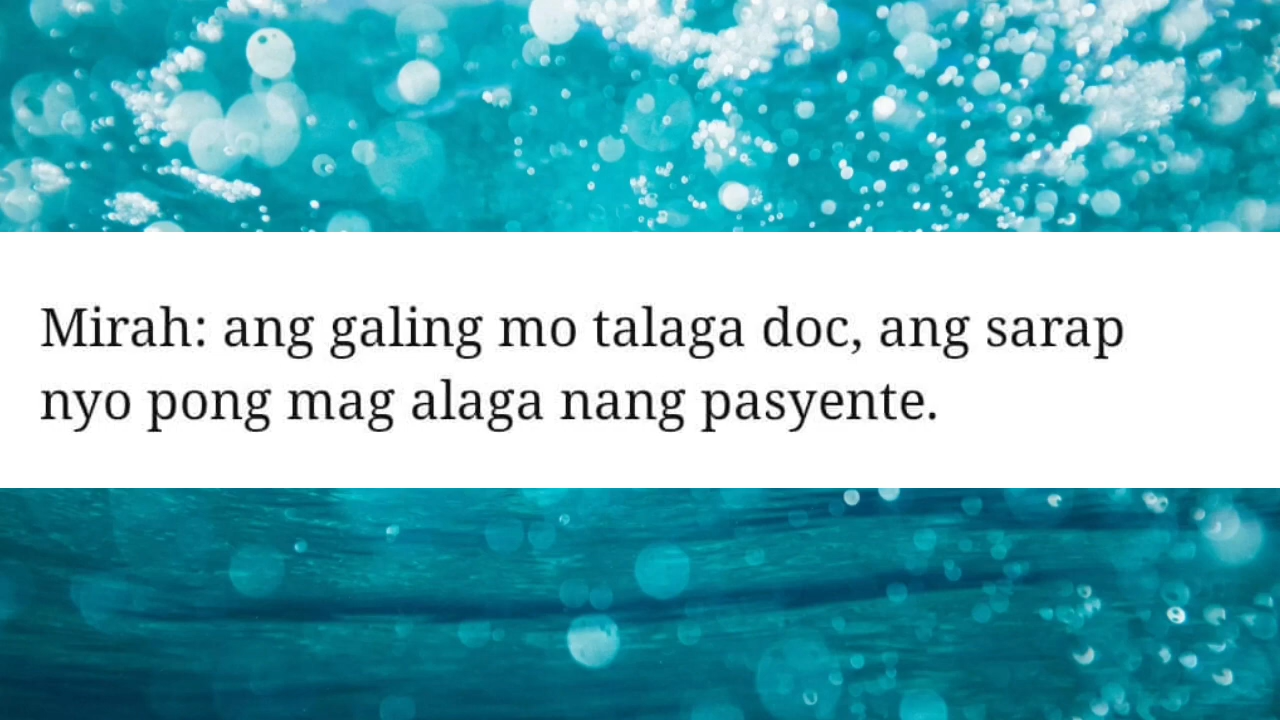 Mirah: ang galing mo talaga doc, ang sarap
nyo pong mag alaga nang pasyente.